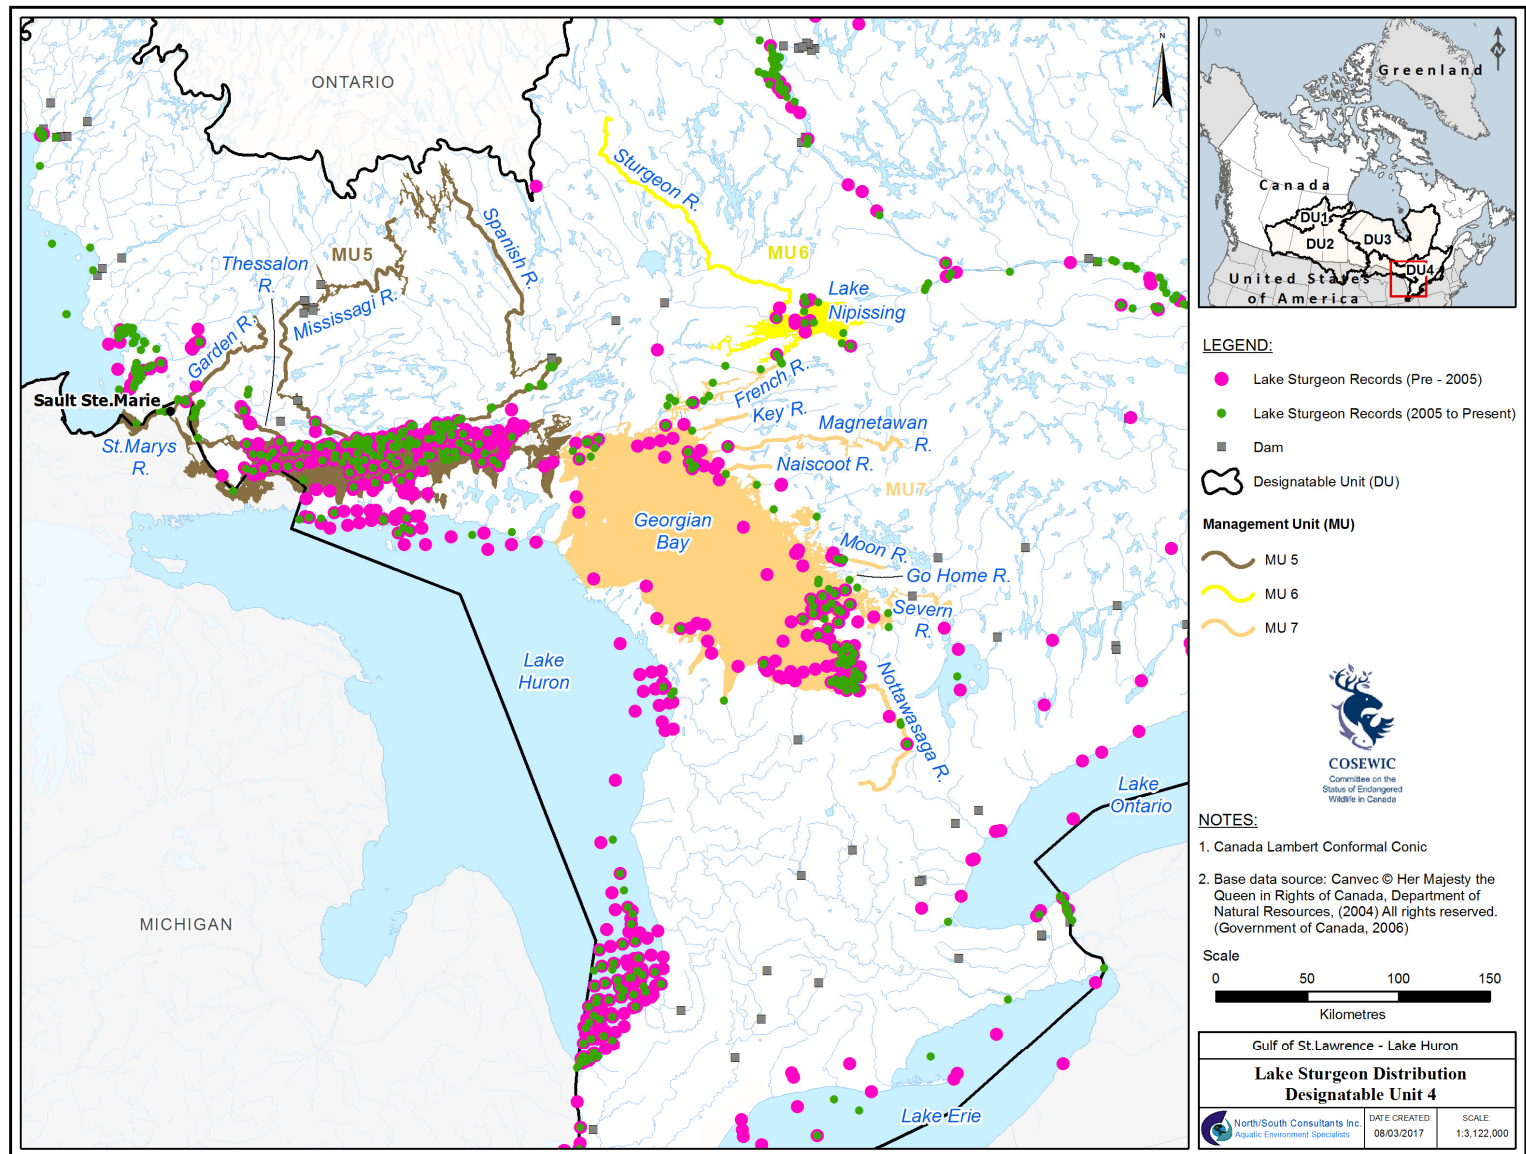 ONTARIO
N
Sturgeon R.
Spanish R.
MU5
MU6
Thessalon
R.
Mississagi R.
Garden R.
Lake
Nipissing
French R.
Key R.
Magnetawan
R.
Naiscoot R.
MU7
Sault Ste.Marie
St.Marys
R.
Georgian
Bay
Moon R.
Go Home R.
Severn
R.
Lake
Huron
Nottawasaga R.
Lake
Ontario
MICHIGAN
Lake Erie
N
Greenland
Canada
DU1
DU2
DU3
DU4
United States
of America
LEGEND:
Lake Sturgeon Records (Pre - 2005)
Lake Sturgeon Records (2005 to Present)
Dam
Designatable Unit (DU)
Management Unit (MU)
MU 5
MU 6
MU 7
COSEWIC
Committee on the
Status of Endangered
Wildlife in Canada
NOTES:
1. Canada Lambert Conformal Conic
2. Base data source: Canvec © Her Majesty the
Queen in Rights of Canada, Department of
Natural Resources, (2004) All rights reserved.
(Government of Canada, 2006)
Scale
0 50 100 150
Kilometres
Gulf of St.Lawrence - Lake Huron
Lake Sturgeon Distribution
Designatable Unit 4
North/South Consultants Inc.
Aquatic Environment Specialists
DATE CREATED:
08/03/2017
SCALE:
1:3,122,000